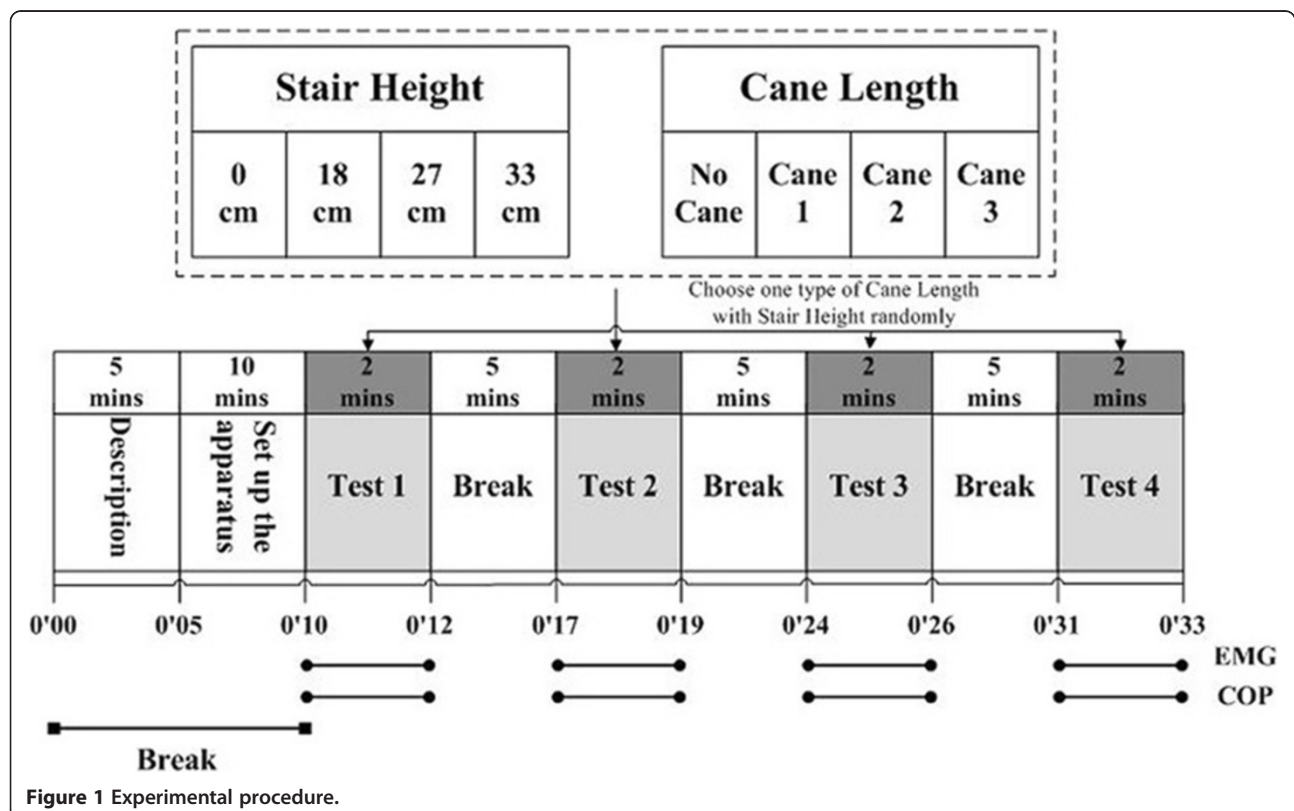 Stair Height
Cane Length
0 cm
18 cm
27 cm
33 cm
No Cane
Cane 1
Cane 2
Cane 3
Choose one type of Cane Length
with Stair Height randomly
5 mins
10 mins
2 mins
5 mins
2 mins
5 mins
2 mins
5 mins
2 mins
Description
Set up the
apparatus
Test 1
Break
Test 2
Break
Test 3
Break
Test 4
0'00 0'05 0'10 0'12 0'17 0'19 0'24 0'26 0'31 0'33
EMG
COP
Break
Figure 1 Experimental procedure.